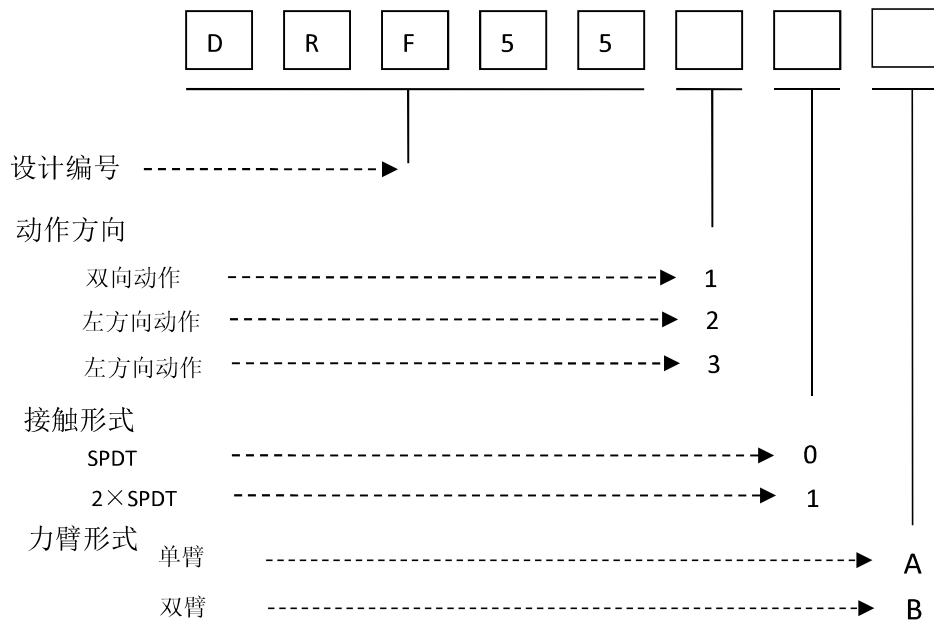 D R F 5 5
设计编号
动作方向
双向动作 1
左方向动作 2
左方向动作 3
接触形式
SPDT 0
2×SPDT 1
力臂形式
单臂 A
双臂 B